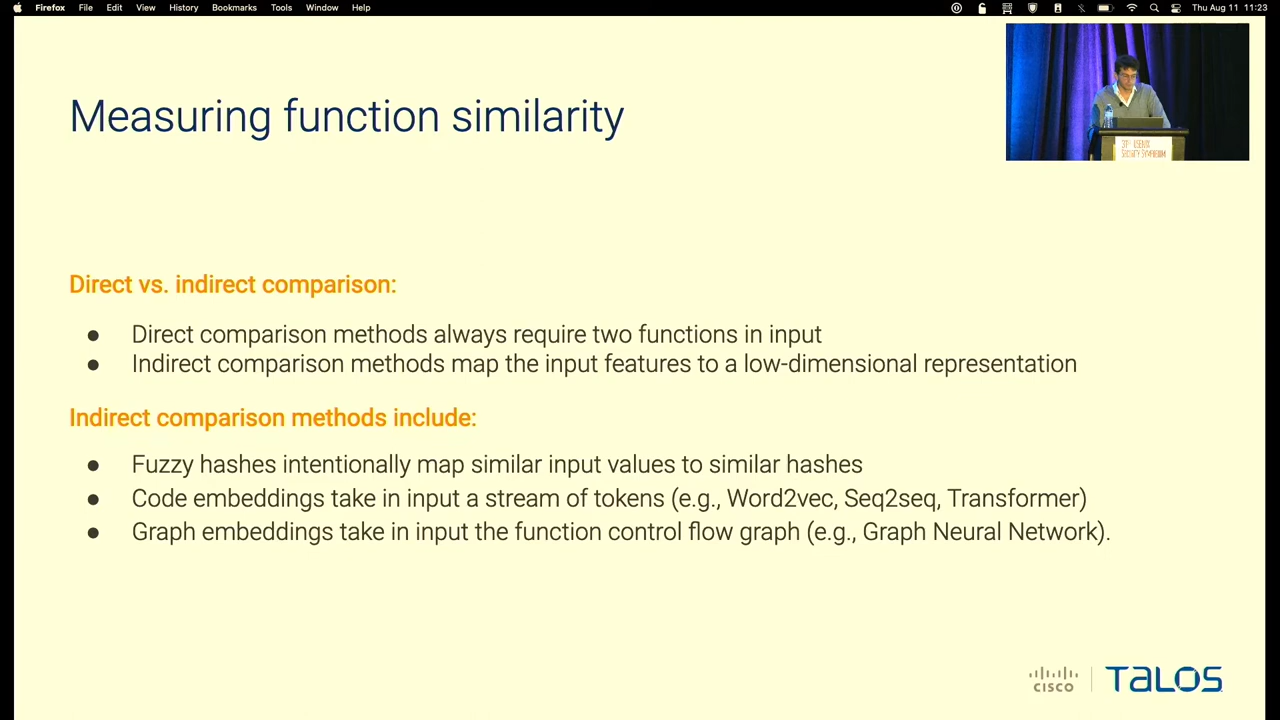 Firefox File Edit View History Bookmarks Tools Window Help Thu Aug 11 11:23
31ST USENIX
SECURITY SYMPOSIUM
Measuring function similarity
Direct vs. indirect comparison:
● Direct comparison methods always require two functions in input
● Indirect comparison methods map the input features to a low-dimensional representation
Indirect comparison methods include:
● Fuzzy hashes intentionally map similar input values to similar hashes
● Code embeddings take in input a stream of tokens (e.g., Word2vec, Seq2seq, Transformer)
● Graph embeddings take in input the function control flow graph (e.g., Graph Neural Network).
CISCO TALOS